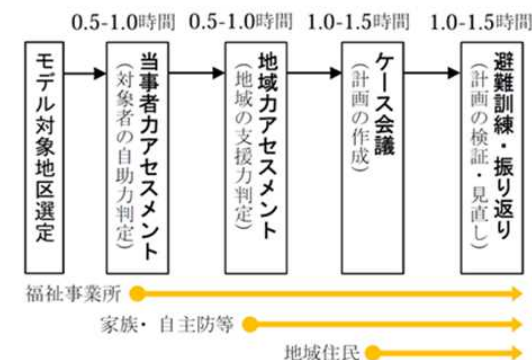 0.5-1.0時間
0.5-1.0時間
1.0-1.5時間
1.0-1.5時間
モデル対象地区選定
当事者力アセスメント
(対象者の自助力判定)
地域力アセスメント
(地域の支援力判定)
ケース会議
(計画の作成)
避難訓練・振り返り
(計画の検証・見直し)
福祉事業所
家族・自主防等
地域住民